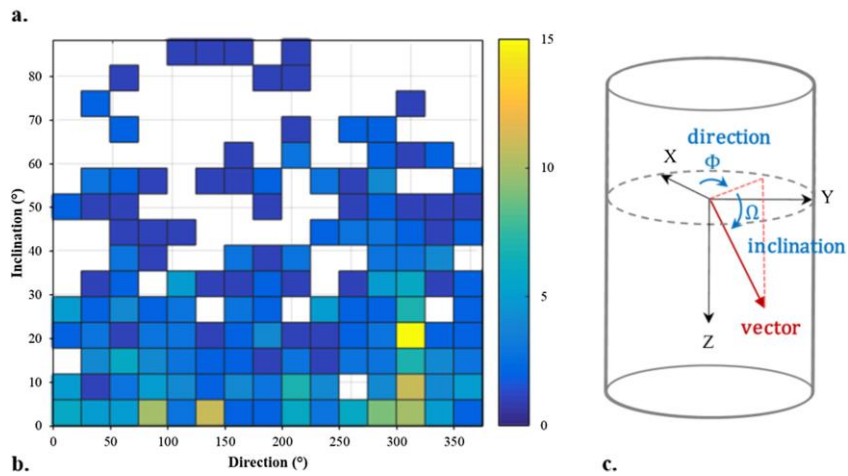 a.
15
10
5
0
80
70
60
50
40
30
20
10
0
Inclination (°)
0 50 100 150 200 250 300 350
Direction (°)
b.
direction
Φ
X
Y
Ω
inclination
vector
Z
c.